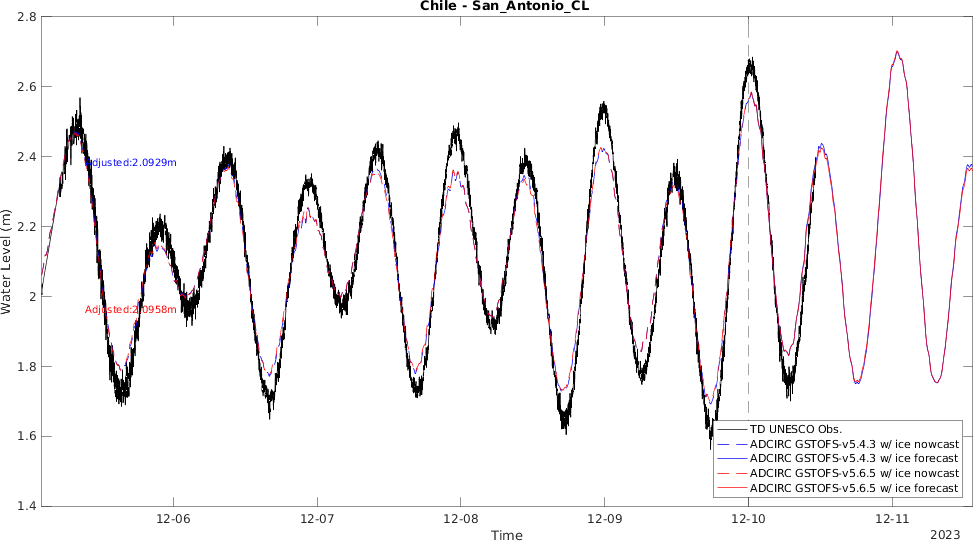 Chile - San_Antonio_CL
2.8
2.6
2.4
2.2
2
1.8
1.6
1.4
Water Level (m)
Adjusted:2.0929m
Adjusted:2.0958m
TD UNESCO Obs.
ADCIRC GSTOFS-v5.4.3 w/ ice nowcast
ADCIRC GSTOFS-v5.4.3 w/ ice forecast
ADCIRC GSTOFS-v5.6.5 w/ ice nowcast
ADCIRC GSTOFS-v5.6.5 w/ ice forecast
12-06
12-07
12-08
12-09
12-10
12-11
Time
2023